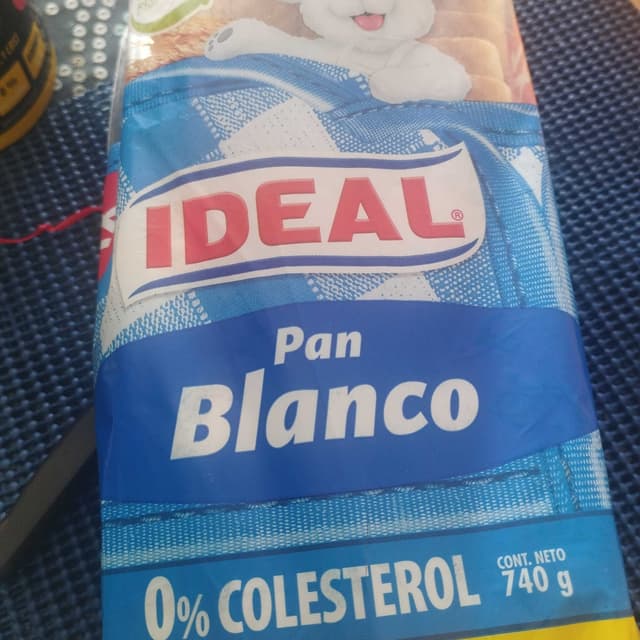 IDEAL®
Pan
Blanco
0% COLESTEROL
CONT. NETO
740 g